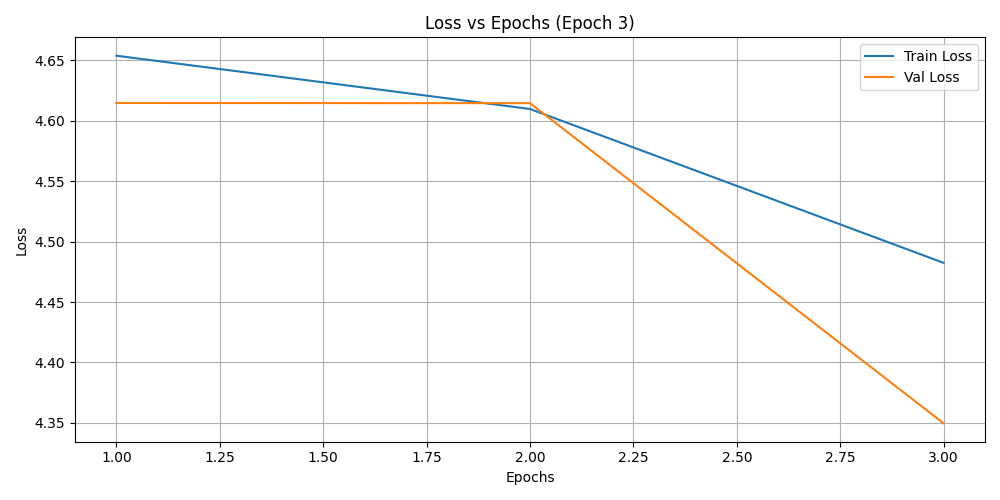 Loss vs Epochs (Epoch 3)
Train Loss
Val Loss
4.65
4.60
4.55
4.50
4.45
4.40
4.35
Loss
1.00 1.25 1.50 1.75 2.00 2.25 2.50 2.75 3.00
Epochs